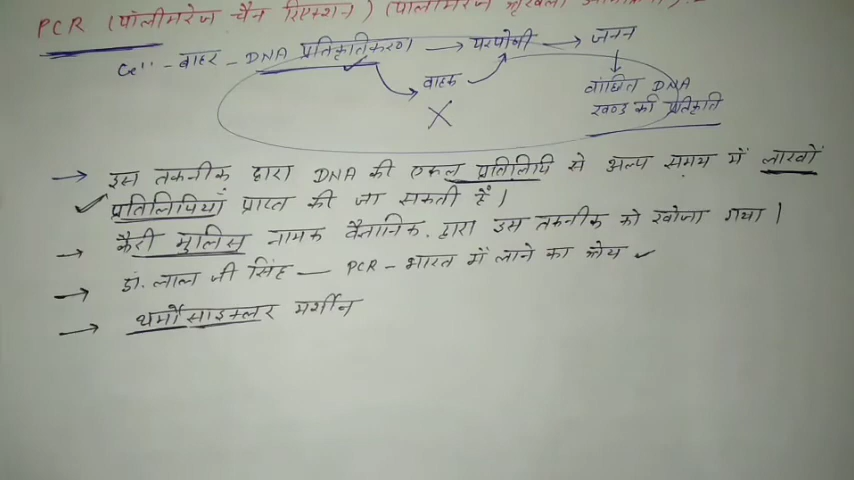 PCR (पॉलीमरेज चैन रिएक्शन) (पॉलीमरेज श्रृंखला
Cell - बाहर - DNA प्रतिकृतिकरण → परपोषी → जनन
वाहक
X
वांछित DNA
खण्ड की प्रतिकृति
→ इस तकनीक द्वारा DNA की एकल प्रतिलिपि से अल्प समय में लाखों
प्रतिलिपियाँ प्राप्त की जा सकती हैं।
→ कैरी मुलिस नामक वैज्ञानिक द्वारा इस तकनीक को खोजा गया।
→ डा. लाल जी सिंह — PCR - भारत में लाने का श्रेय ✓
→ थर्मोसाइक्लर मशीन